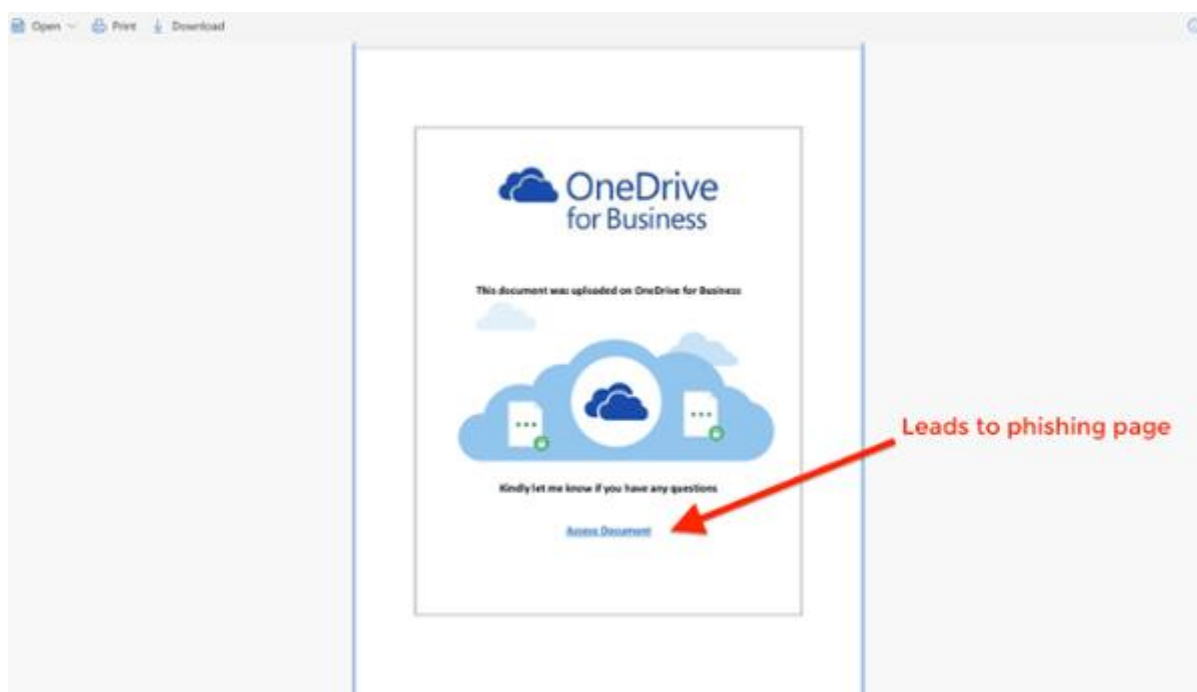 Open Print Download
OneDrive
for Business
This document was uploaded on OneDrive for Business
Leads to phishing page
Kindly let me know if you have any questions
Access Document